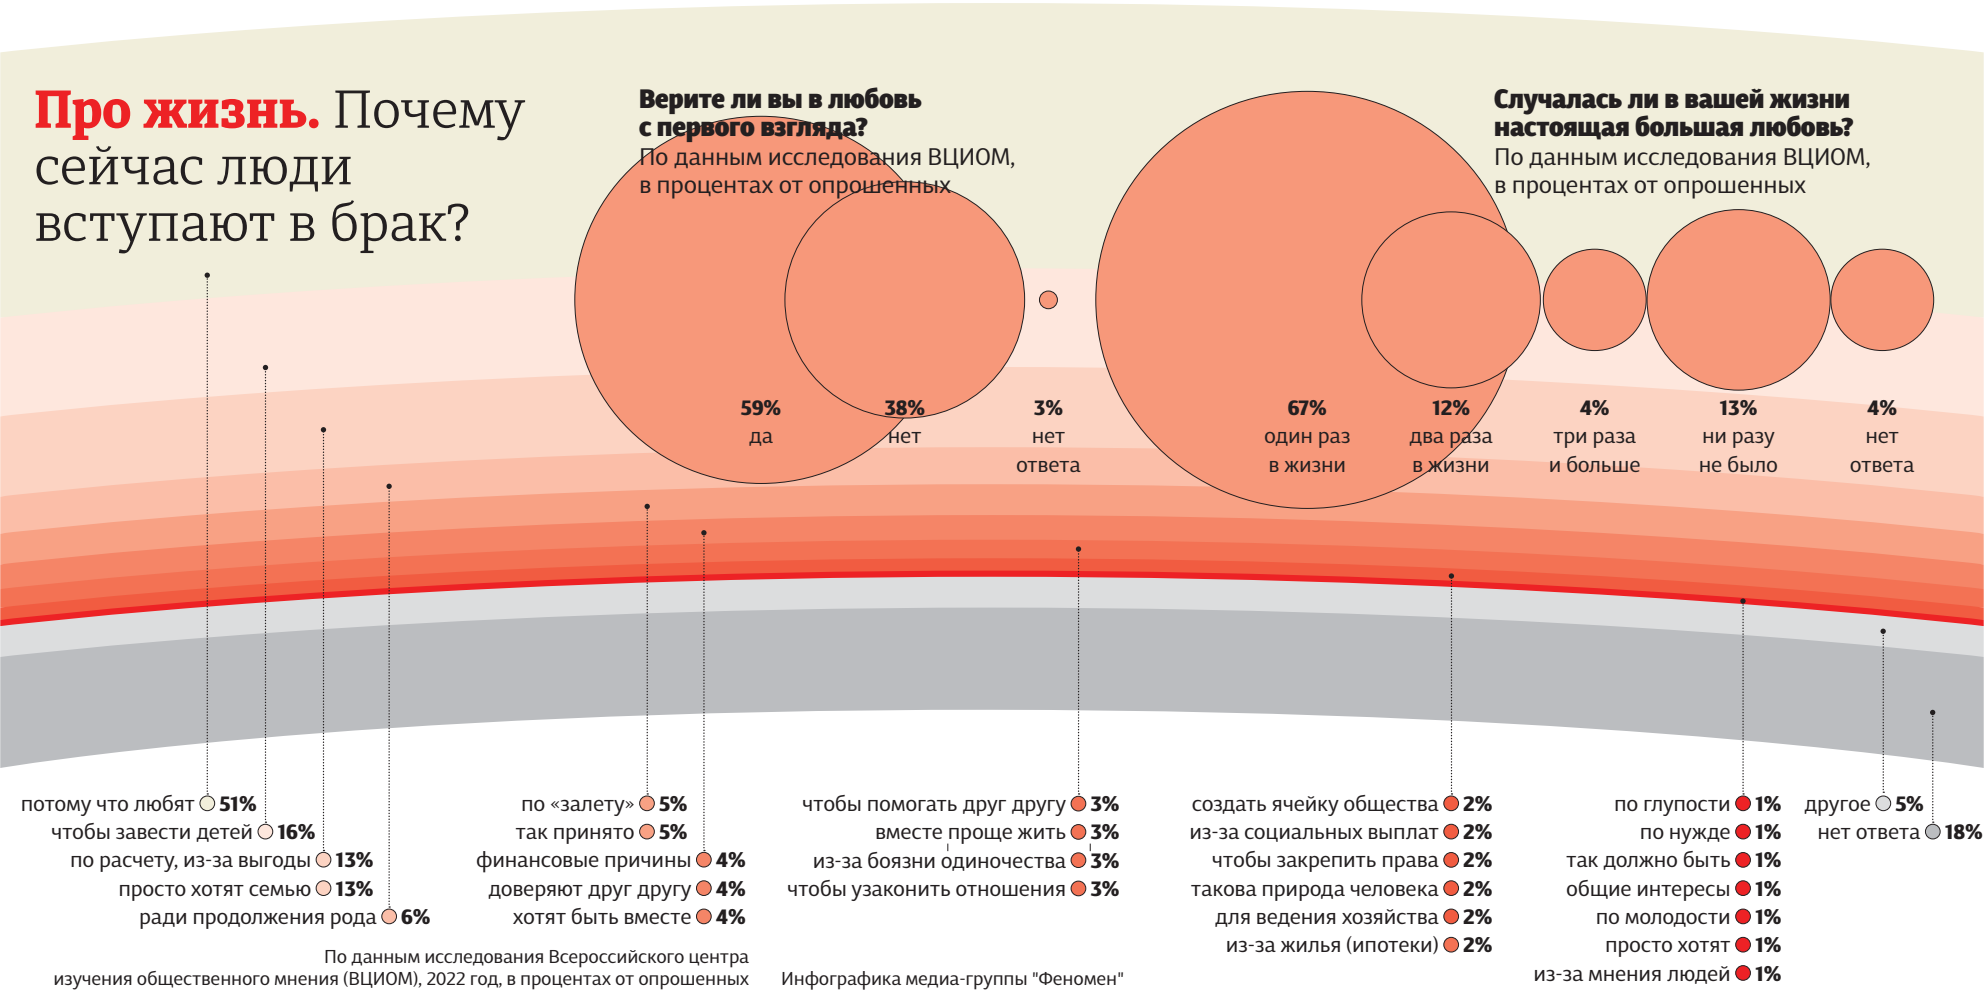 Про жизнь. Почему
сейчас люди
вступают в брак?
Верите ли вы в любовь
с первого взгляда?
По данным исследования ВЦИОМ,
в процентах от опрошенных
59%
да
38%
нет
3%
нет
ответа
Случалась ли в вашей жизни
настоящая большая любовь?
По данным исследования ВЦИОМ,
в процентах от опрошенных
67%
один раз
в жизни
12%
два раза
в жизни
4%
три раза
и больше
13%
ни разу
не было
4%
нет
ответа
потому что любят 51%
чтобы завести детей 16%
по расчету, из-за выгоды 13%
просто хотят семью 13%
ради продолжения рода 6%
по «залету» 5%
так принято 5%
финансовые причины 4%
доверяют друг другу 4%
хотят быть вместе 4%
чтобы помогать друг другу 3%
вместе проще жить 3%
из-за боязни одиночества 3%
чтобы узаконить отношения 3%
создать ячейку общества 2%
из-за социальных выплат 2%
чтобы закрепить права 2%
такова природа человека 2%
для ведения хозяйства 2%
из-за жилья (ипотеки) 2%
по глупости 1%
по нужде 1%
так должно быть 1%
общие интересы 1%
по молодости 1%
просто хотят 1%
из-за мнения людей 1%
другое 5%
нет ответа 18%
По данным исследования Всероссийского центра
изучения общественного мнения (ВЦИОМ), 2022 год, в процентах от опрошенных
Инфографика медиа-группы "Феномен"